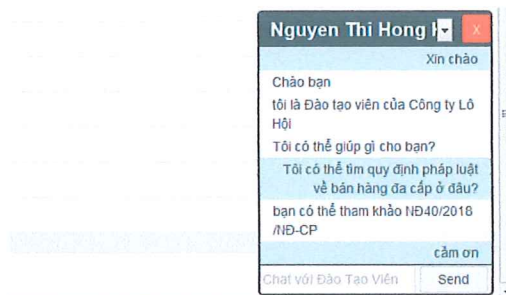 Nguyen Thi Hong
X
Xin chào
Chào bạn
tôi là Đào tạo viên của Công ty Lô
Hội
Tôi có thể giúp gì cho bạn?
Tôi có thể tìm quy định pháp luật
về bán hàng đa cấp ở đâu?
bạn có thể tham khảo NĐ40/2018
/NĐ-CP
cảm ơn
Chat với Đào Tạo Viên
Send